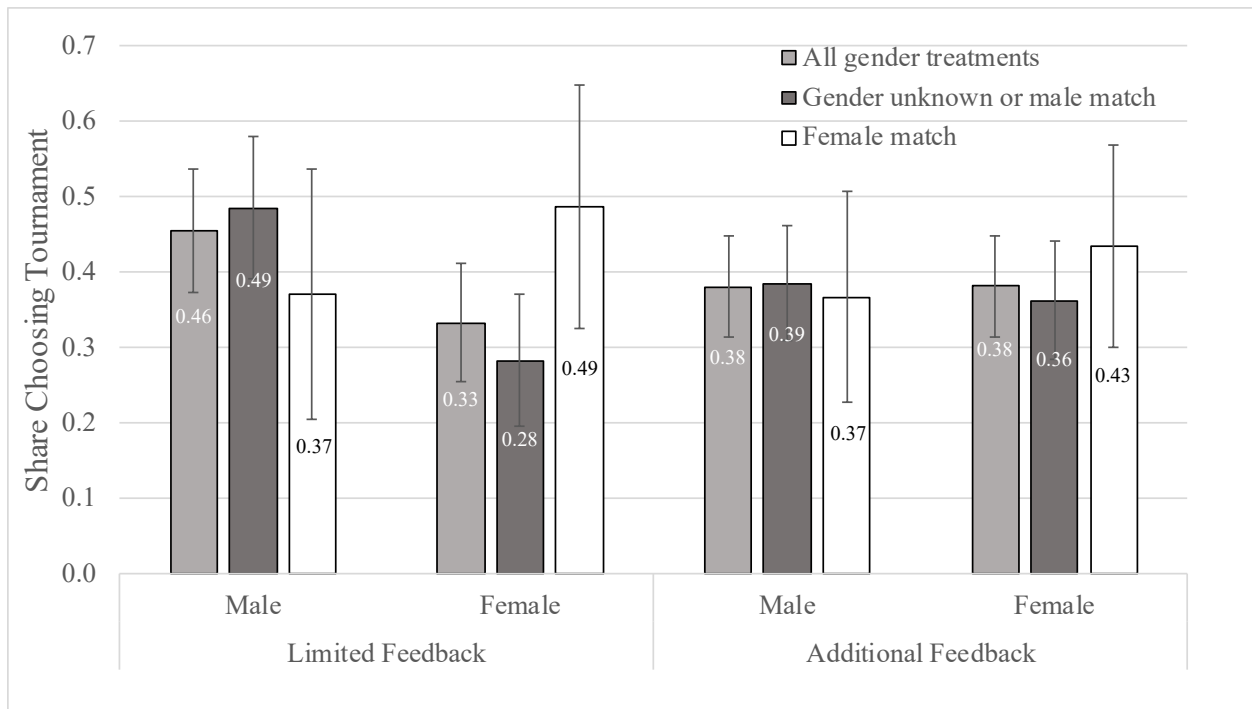 Share Choosing Tournament
0.7
0.6
0.5
0.4
0.3
0.2
0.1
0.0
All gender treatments
Gender unknown or male match
Female match
0.46
0.49
0.37
0.33
0.28
0.49
0.38
0.39
0.37
0.38
0.36
0.43
Male
Female
Male
Female
Limited Feedback
Additional Feedback